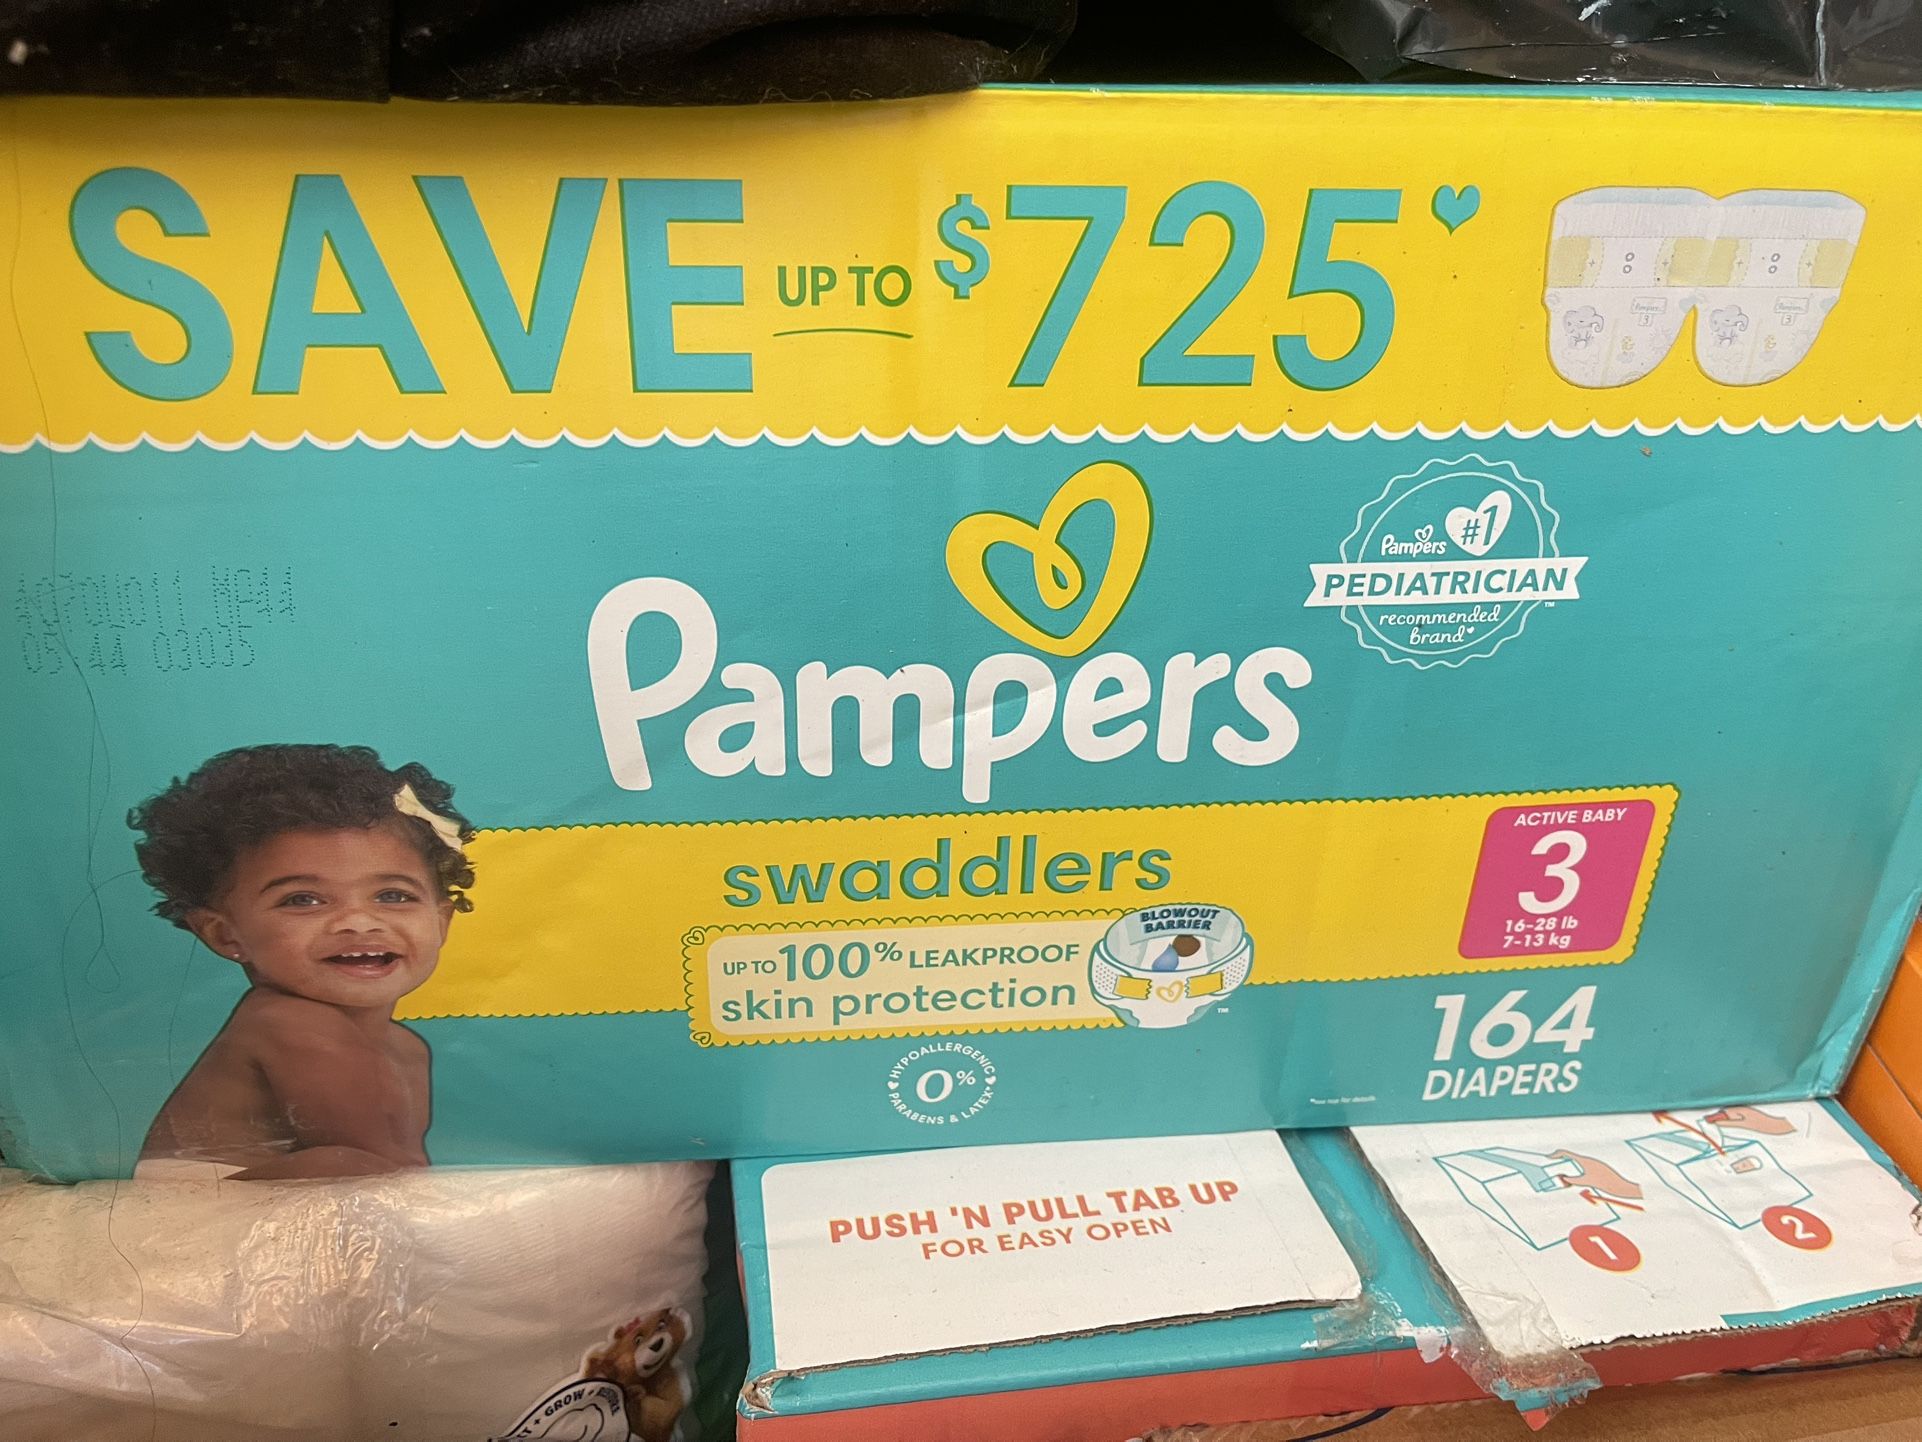 SAVE UP TO $725
Pampers
#1
Pampers
PEDIATRICIAN
recommended
brand
swaddlers
ACTIVE BABY
3
16-28 lb
7-13 kg
BLOWOUT
BARRIER
UP TO 100% LEAKPROOF
skin protection
HYPOALLERGENIC
0%
PARABENS & LATEX
164
DIAPERS
PUSH 'N PULL TAB UP
FOR EASY OPEN
1
2
GROW